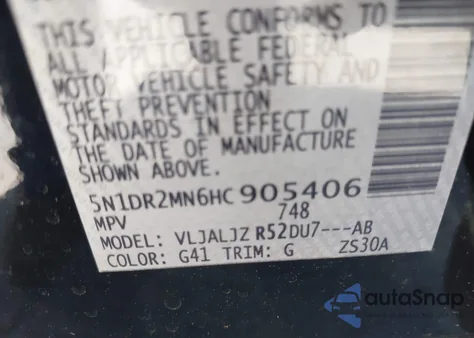 THIS VEHICLE CONFORMS TO
ALL APPLICABLE FEDERAL
MOTOR VEHICLE SAFETY AND
THEFT PREVENTION
STANDARDS IN EFFECT ON
THE DATE OF MANUFACTURE
SHOWN ABOVE.
5N1DR2MN6HC905406
MPV 748
MODEL: VLJALJZ R52DU7---AB
COLOR: G41 TRIM: G ZS30A
autoSnap